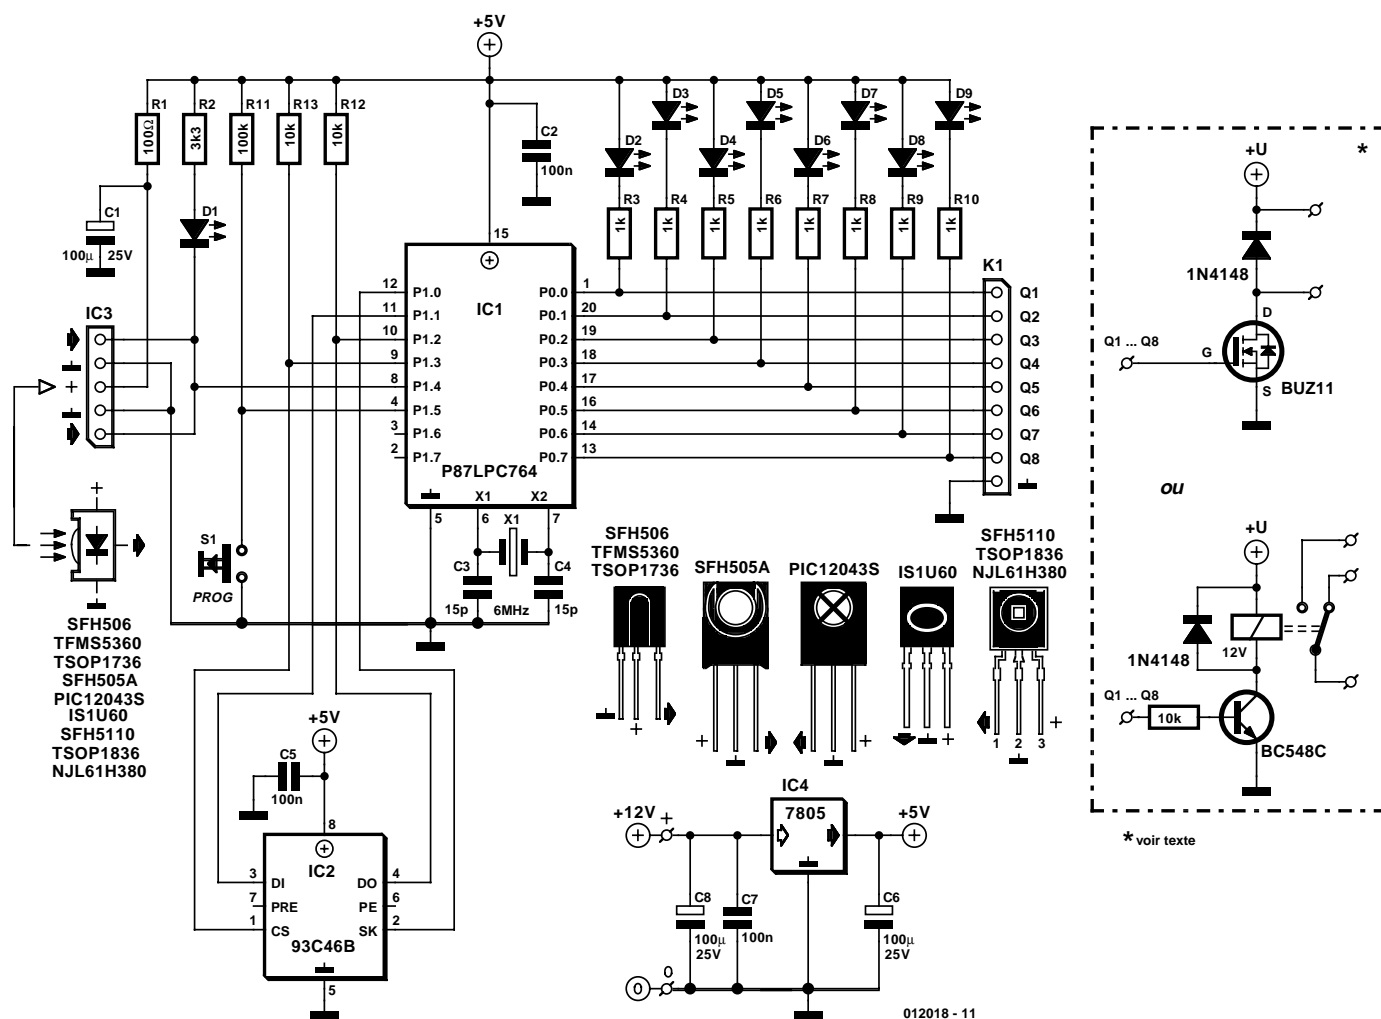 +5V
R1
R2
R11
R13
R12
100Ω
3k3
100k
10k
10k
C1
100µ 25V
D1
C2
100n
D2
D3
D4
D5
D6
D7
D8
D9
R3
R4
R5
R6
R7
R8
R9
R10
1k
1k
1k
1k
1k
1k
1k
1k
15
IC1
P87LPC764
12 P1.0
11 P1.1
10 P1.2
9 P1.3
8 P1.4
4 P1.5
3 P1.6
2 P1.7
P0.0 1
P0.1 20
P0.2 19
P0.3 18
P0.4 17
P0.5 16
P0.6 14
P0.7 13
X1 X2
5 6 7
K1
Q1
Q2
Q3
Q4
Q5
Q6
Q7
Q8
IC3
+
+
SFH506
TFMS5360
TSOP1736
SFH505A
PIC12043S
IS1U60
SFH5110
TSOP1836
NJL61H380
S1
PROG
X1
C3
15p
6MHz
C4
15p
SFH506
TFMS5360
TSOP1736
+
SFH505A
+
PIC12043S
+
IS1U60
+
SFH5110
TSOP1836
NJL61H380
1 2 3
+
+5V
C5
100n
8
IC2
3 DI
7 PRE
1 CS
DO 4
PE 6
SK 2
93C46B
5
+12V
+
IC4
7805
+5V
C8
100µ
25V
C7
100n
C6
100µ
25V
0
0
012018 - 11
*
+U
1N4148
D
G
S
Q1 ... Q8
BUZ11
ou
+U
1N4148
12V
Q1 ... Q8
10k
BC548C
* voir texte